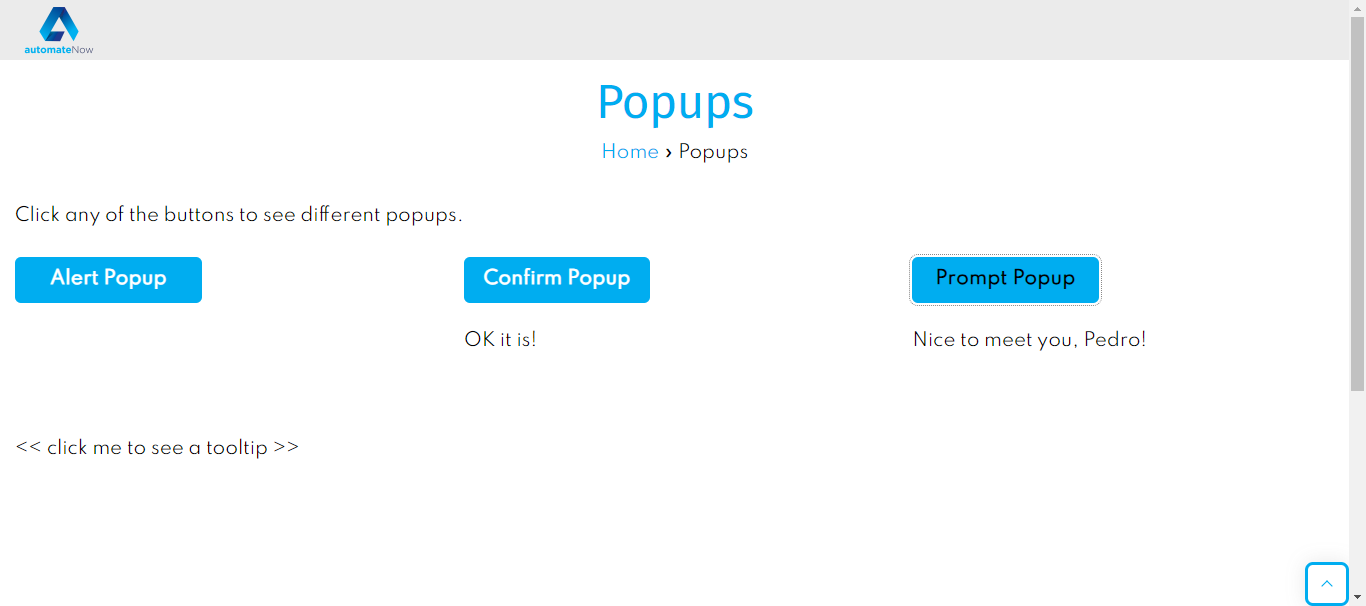 automateNow
Popups
Home › Popups
Click any of the buttons to see different popups.
Alert Popup
Confirm Popup
Prompt Popup
OK it is!
Nice to meet you, Pedro!
<< click me to see a tooltip >>